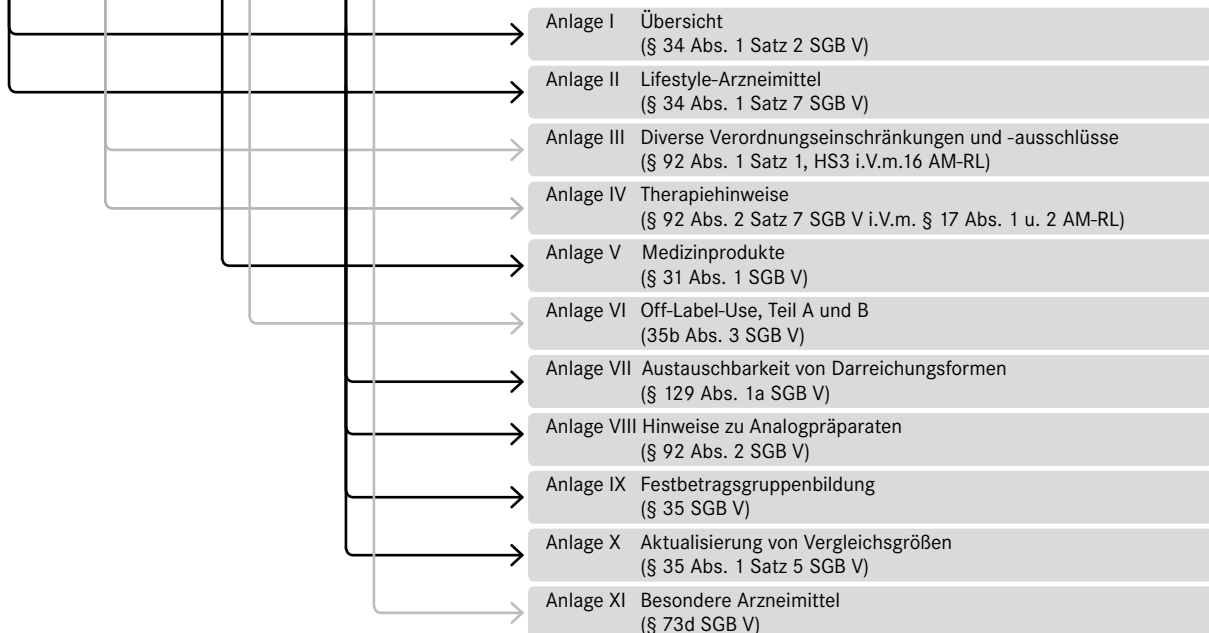 Anlage I Übersicht
(§ 34 Abs. 1 Satz 2 SGB V)
Anlage II Lifestyle-Arzneimittel
(§ 34 Abs. 1 Satz 7 SGB V)
Anlage III Diverse Verordnungseinschränkungen und -ausschlüsse
(§ 92 Abs. 1 Satz 1, HS3 i.V.m.16 AM-RL)
Anlage IV Therapiehinweise
(§ 92 Abs. 2 Satz 7 SGB V i.V.m. § 17 Abs. 1 u. 2 AM-RL)
Anlage V Medizinprodukte
(§ 31 Abs. 1 SGB V)
Anlage VI Off-Label-Use, Teil A und B
(35b Abs. 3 SGB V)
Anlage VII Austauschbarkeit von Darreichungsformen
(§ 129 Abs. 1a SGB V)
Anlage VIII Hinweise zu Analogpräparaten
(§ 92 Abs. 2 SGB V)
Anlage IX Festbetragsgruppenbildung
(§ 35 SGB V)
Anlage X Aktualisierung von Vergleichsgrößen
(§ 35 Abs. 1 Satz 5 SGB V)
Anlage XI Besondere Arzneimittel
(§ 73d SGB V)